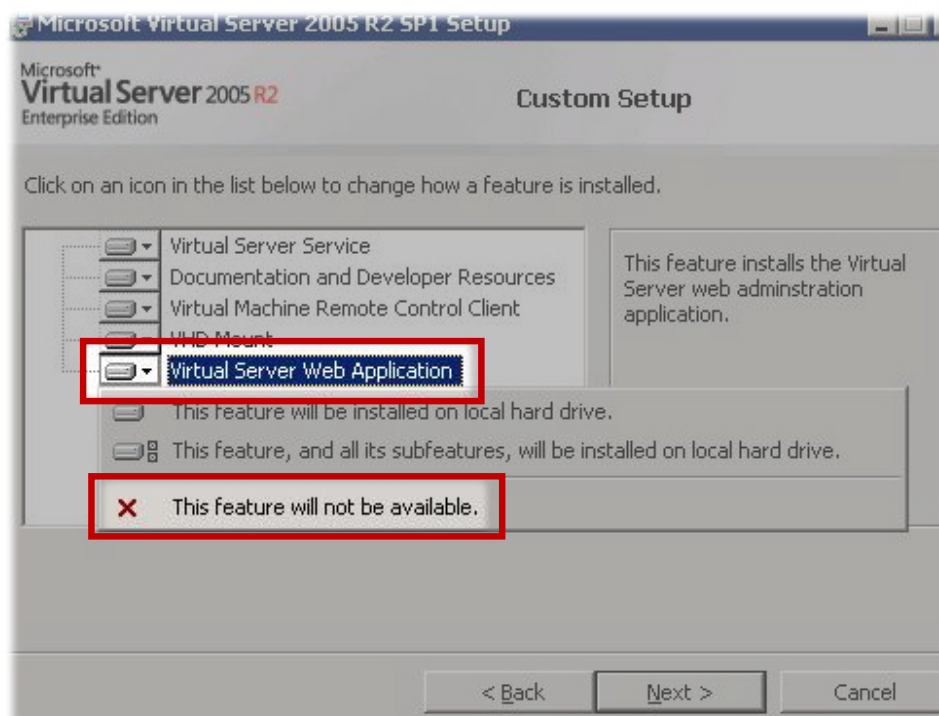 Microsoft Virtual Server 2005 R2 SP1 Setup
Microsoft®
Virtual Server 2005 R2
Enterprise Edition
Custom Setup
Click on an icon in the list below to change how a feature is installed.
Virtual Server Service
Documentation and Developer Resources
Virtual Machine Remote Control Client
VHD Mount
Virtual Server Web Application
This feature installs the Virtual
Server web adminstration
application.
This feature will be installed on local hard drive.
This feature, and all its subfeatures, will be installed on local hard drive.
This feature will not be available.
< Back
Next >
Cancel